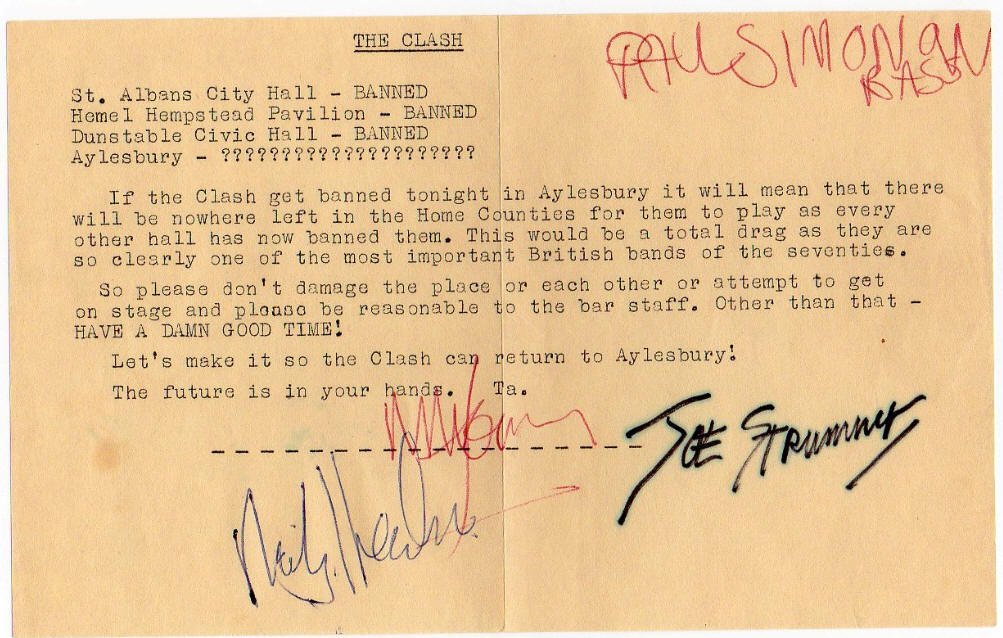 THE CLASH
PAUL SIMONON
BASS
St. Albans City Hall - BANNED
Hemel Hempstead Pavilion - BANNED
Dunstable Civic Hall - BANNED
Aylesbury - ?????????????????????
If the Clash get banned tonight in Aylesbury it will mean that there
will be nowhere left in the Home Counties for them to play as every
other hall has now banned them. This would be a total drag as they are
so clearly one of the most important British bands of the seventies.
So please don't damage the place or each other or attempt to get
on stage and please be reasonable to the bar staff. Other than that -
HAVE A DAMN GOOD TIME!
Let's make it so the Clash can return to Aylesbury!
The future is in your hands. Ta.
JOE STRUMMER